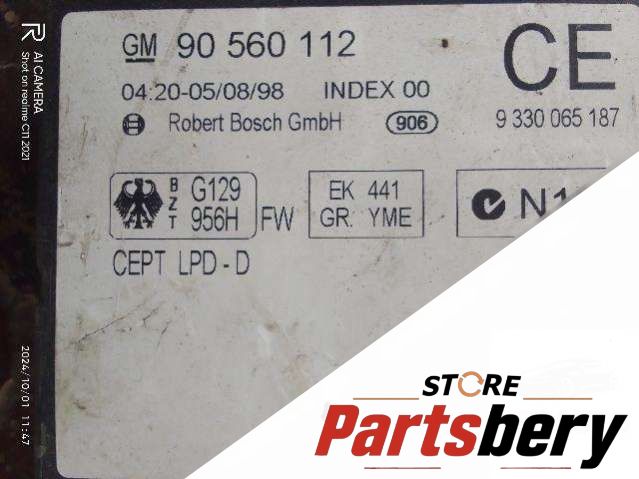 GM 90 560 112
CE
04:20-05/08/98 INDEX 00
Robert Bosch GmbH 906
9 330 065 187
BZT G129
956H FW
EK 441
GR. YME
N1
CEPT LPD - D
STORE
Partsbery
R AI CAMERA
Shot on realme C11 2021
2024/10/01 11:47